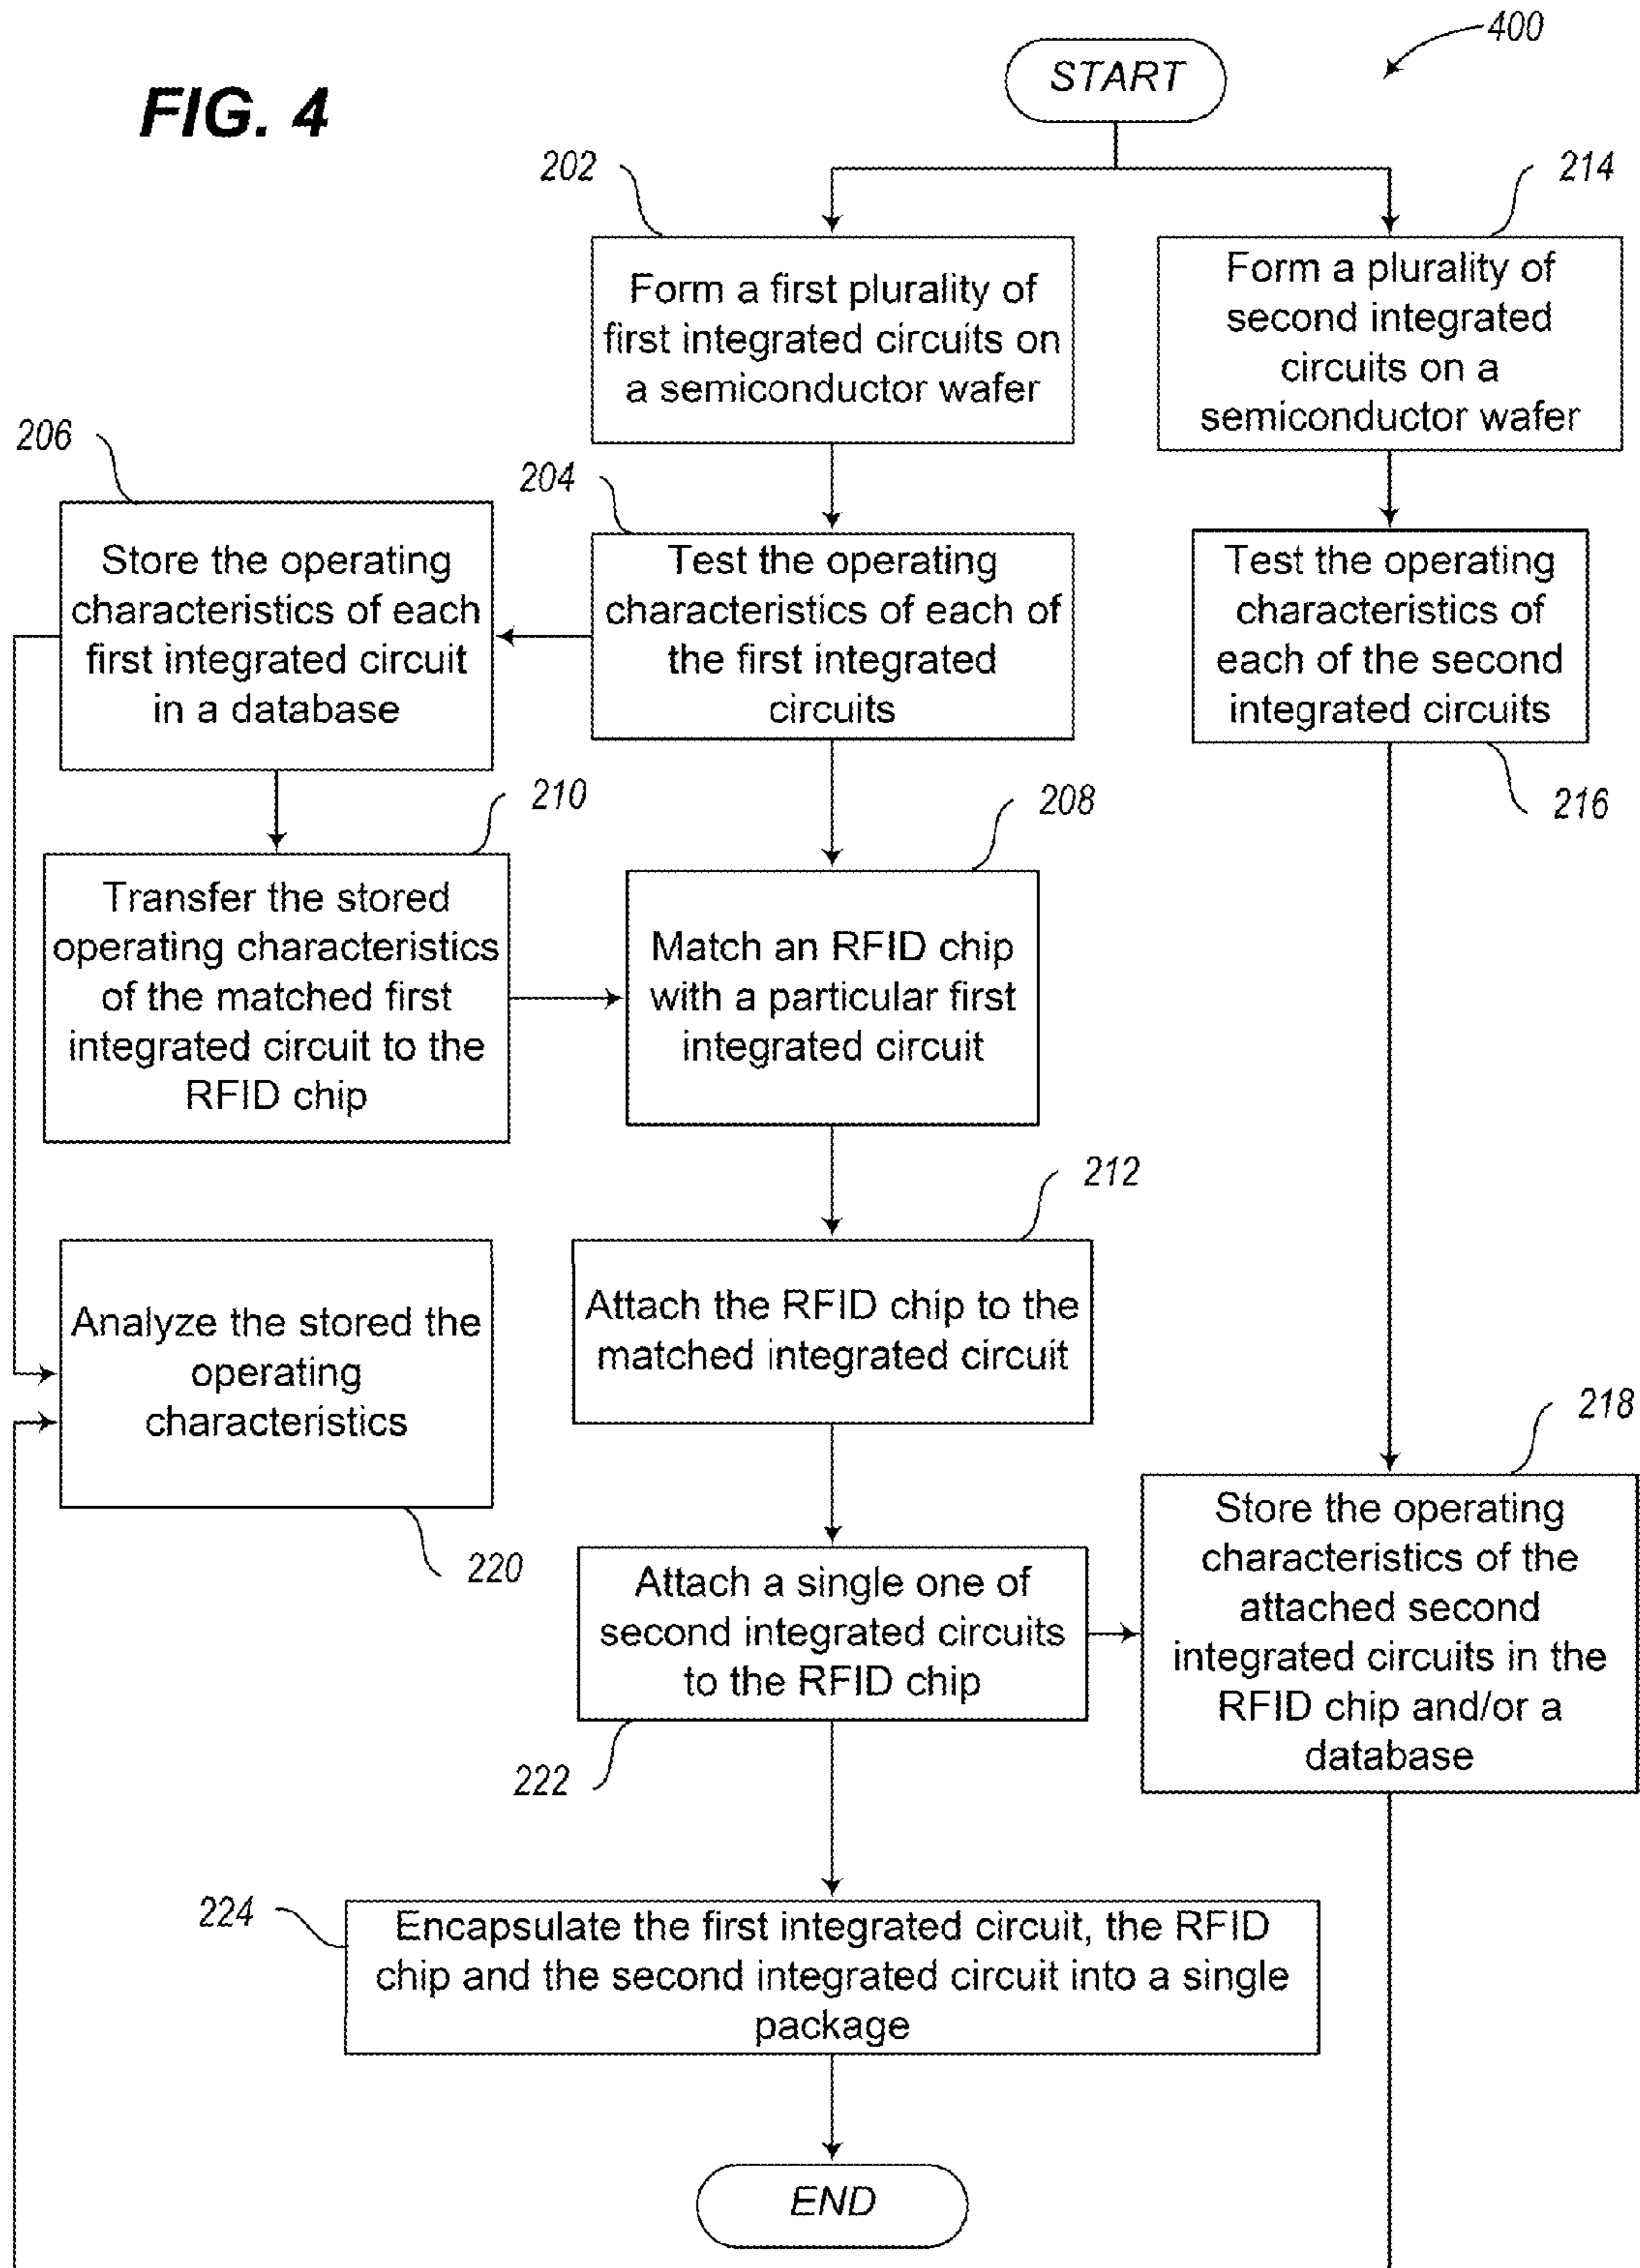 400
START
FIG. 4
202
214
Form a first plurality of
first integrated circuits on
a semiconductor wafer
Form a plurality of
second integrated
circuits on a
semiconductor wafer
206
204
Store the operating
characteristics of each
first integrated circuit
in a database
Test the operating
characteristics of each of
the first integrated
circuits
Test the operating
characteristics of
each of the second
integrated circuits
210
208
216
Transfer the stored
operating characteristics
of the matched first
integrated circuit to the
RFID chip
Match an RFID chip
with a particular first
integrated circuit
212
Analyze the stored the
operating
characteristics
Attach the RFID chip to the
matched integrated circuit
218
220
Attach a single one of
second integrated circuits
to the RFID chip
Store the operating
characteristics of the
attached second
integrated circuits in the
RFID chip and/or a
database
222
224
Encapsulate the first integrated circuit, the RFID
chip and the second integrated circuit into a single
package
END